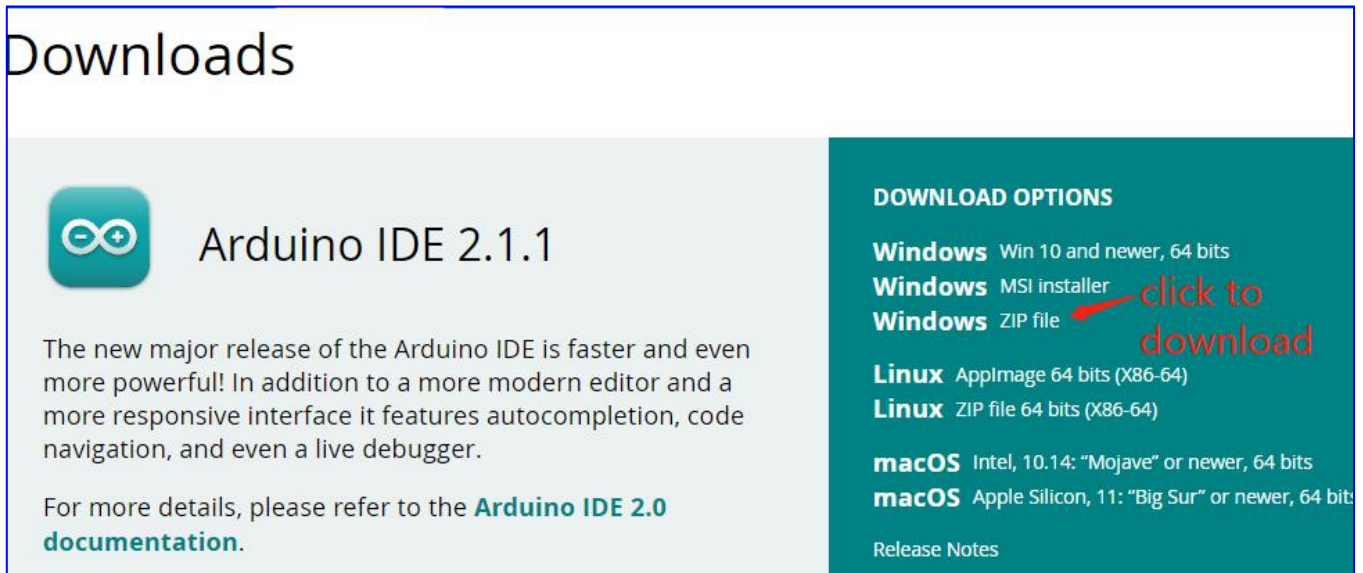 Downloads
Arduino IDE 2.1.1
The new major release of the Arduino IDE is faster and even
more powerful! In addition to a more modern editor and a
more responsive interface it features autocompletion, code
navigation, and even a live debugger.
For more details, please refer to the Arduino IDE 2.0
documentation.
DOWNLOAD OPTIONS
Windows Win 10 and newer, 64 bits
Windows MSI installer
Windows ZIP file
click to
download
Linux AppImage 64 bits (X86-64)
Linux ZIP file 64 bits (X86-64)
macOS Intel, 10.14: “Mojave” or newer, 64 bits
macOS Apple Silicon, 11: “Big Sur” or newer, 64 bits
Release Notes